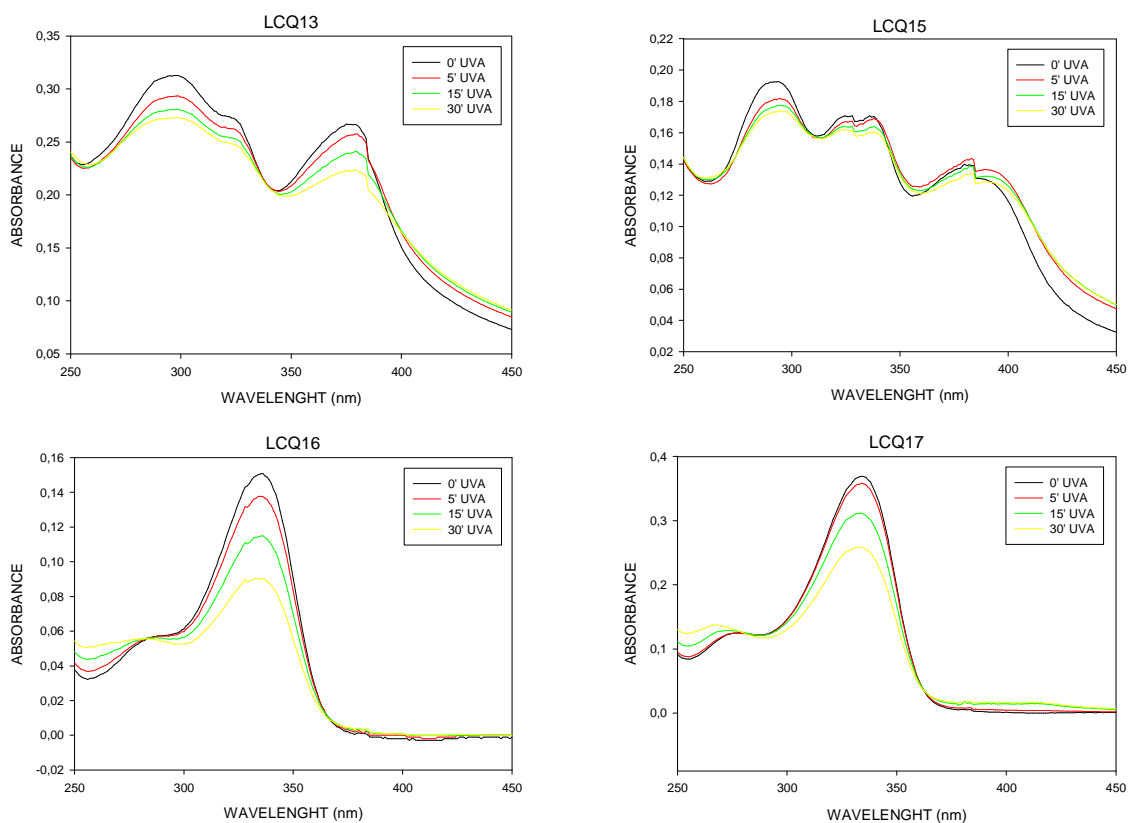 LCQ13
0,35
0,30
0,25
0,20
0,15
0,10
0,05
ABSORBANCE
250 300 350 400 450
WAVELENGHT (nm)
0' UVA
5' UVA
15' UVA
30' UVA
LCQ15
0,22
0,20
0,18
0,16
0,14
0,12
0,10
0,08
0,06
0,04
0,02
ABSORBANCE
250 300 350 400 450
WAVELENGHT (nm)
0' UVA
5' UVA
15' UVA
30' UVA
LCQ16
0,16
0,14
0,12
0,10
0,08
0,06
0,04
0,02
0,00
-0,02
ABSORBANCE
250 300 350 400 450
WAVELENGHT (nm)
0' UVA
5' UVA
15' UVA
30' UVA
LCQ17
0,4
0,3
0,2
0,1
0,0
ABSORBANCE
250 300 350 400 450
WAVELENGHT (nm)
0' UVA
5' UVA
15' UVA
30' UVA